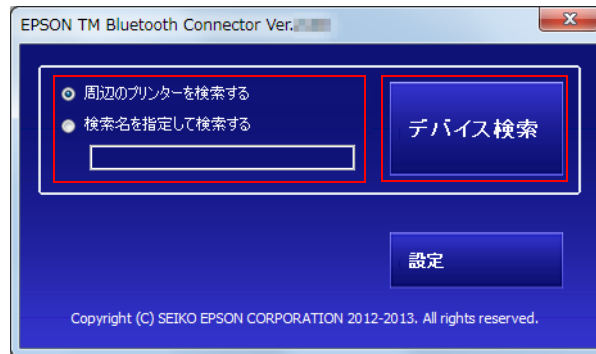 EPSON TM Bluetooth Connector Ver.
周辺のプリンターを検索する
検索名を指定して検索する
デバイス検索
設定
Copyright (C) SEIKO EPSON CORPORATION 2012-2013. All rights reserved.